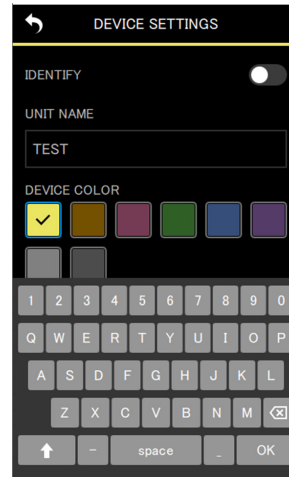 DEVICE SETTINGS
IDENTIFY
UNIT NAME
TEST
DEVICE COLOR
1 2 3 4 5 6 7 8 9 0
Q W E R T Y U I O P
A S D F G H J K L
Z X C V B N M
- space _ OK